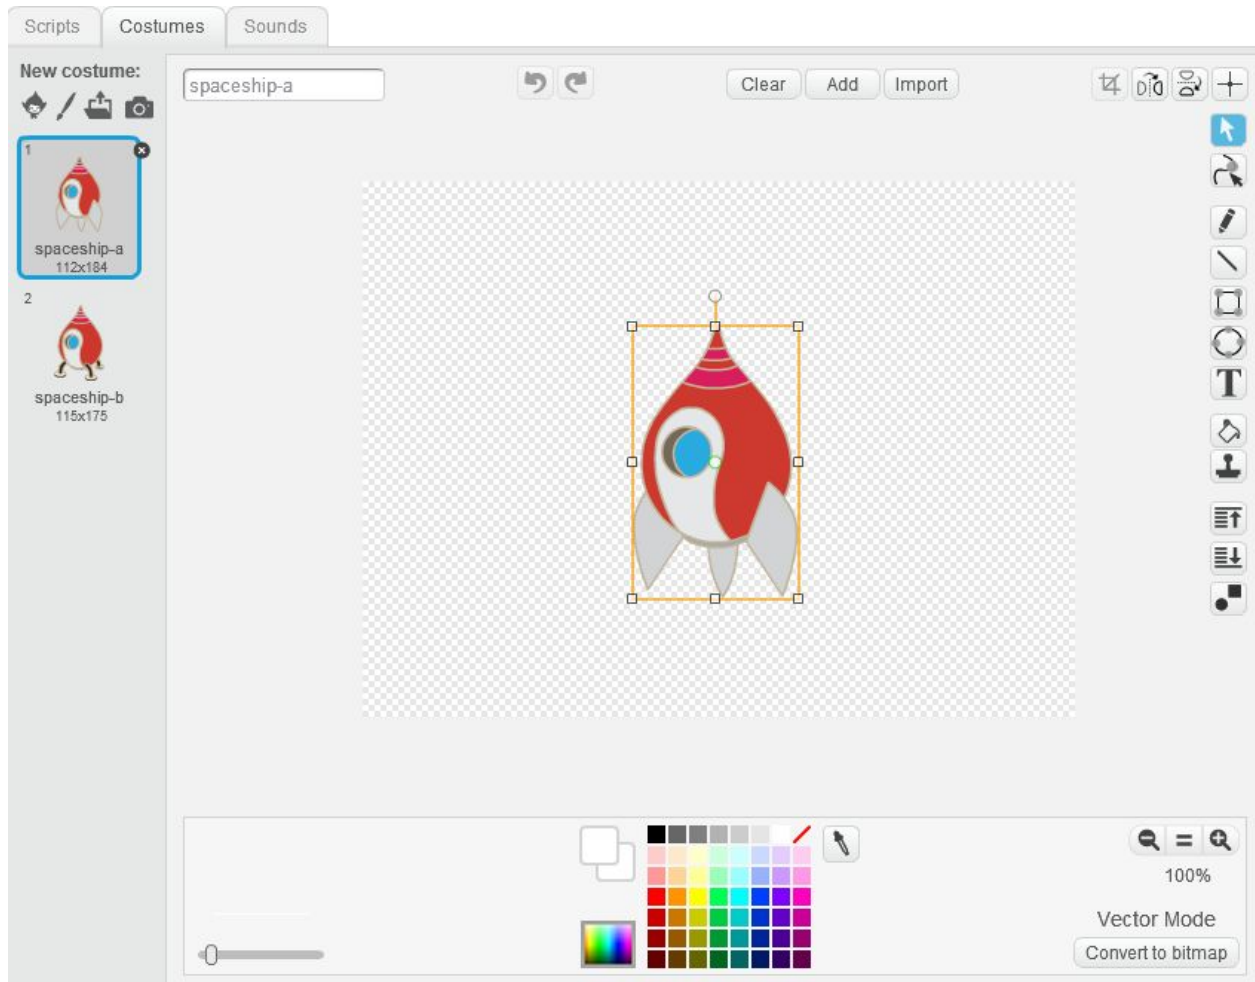 Scripts Costumes Sounds
New costume:
spaceship-a
Clear Add Import
1
spaceship-a
112x184
2
spaceship-b
115x175
T
100%
Vector Mode
Convert to bitmap